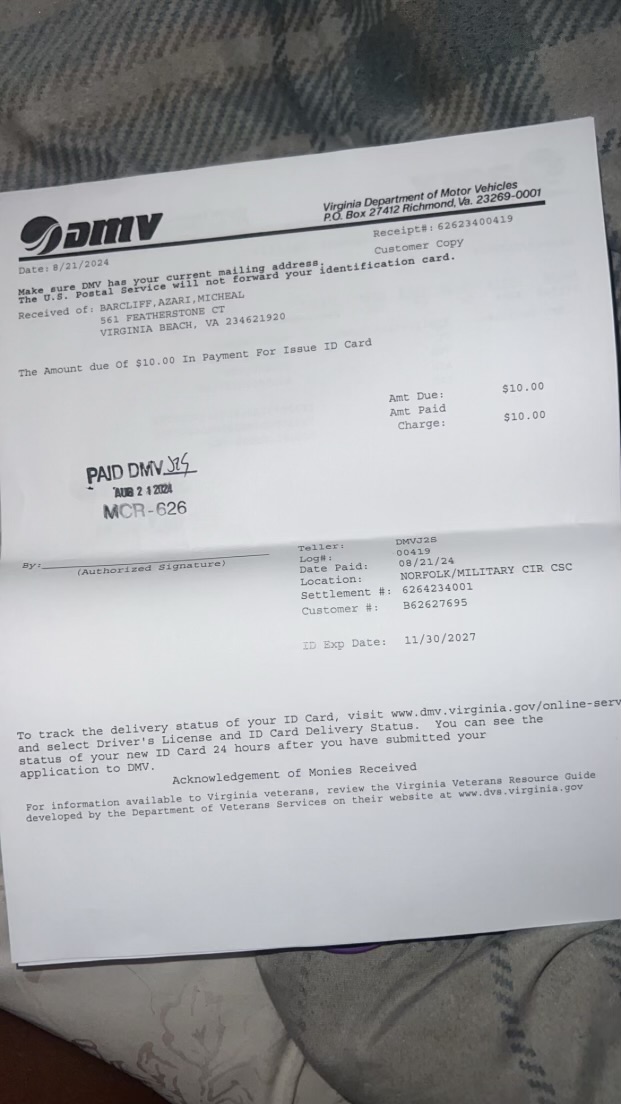 DMV
Virginia Department of Motor Vehicles
P.O. Box 27412 Richmond, Va. 23269-0001
Date: 8/21/2024
Receipt#: 62623400419
Customer Copy
Make sure DMV has your current mailing address.
The U.S. Postal Service will not forward your identification card.
Received of: BARCLIFF,AZARI,MICHEAL
561 FEATHERSTONE CT
VIRGINIA BEACH, VA 234621920
The Amount due Of $10.00 In Payment For Issue ID Card
Amt Due: $10.00
Amt Paid
Charge: $10.00
PAID DMV J2S
AUG 21 2024
MCR-626
By:
(Authorized Signature)
Teller: DMVJ2S
Log#: 00419
Date Paid: 08/21/24
Location: NORFOLK/MILITARY CIR CSC
Settlement #: 6264234001
Customer #: B62627695
ID Exp Date: 11/30/2027
To track the delivery status of your ID Card, visit www.dmv.virginia.gov/online-serv
and select Driver's License and ID Card Delivery Status. You can see the
status of your new ID Card 24 hours after you have submitted your
application to DMV.
Acknowledgement of Monies Received
For information available to Virginia veterans, review the Virginia Veterans Resource Guide
developed by the Department of Veterans Services on their website at www.dvs.virginia.gov